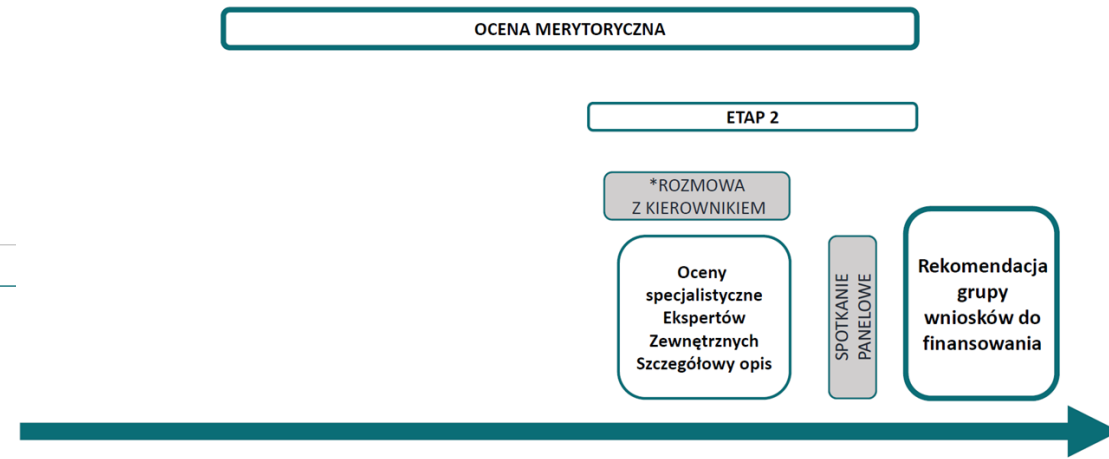 OCENA MERYTORYCZNA
ETAP 2
*ROZMOWA
Z KIEROWNIKIEM
Oceny
specjalistyczne
Ekspertów
Zewnętrznych
Szczegółowy opis
SPOTKANIE
PANELOWE
Rekomendacja
grupy
wniosków do
finansowania